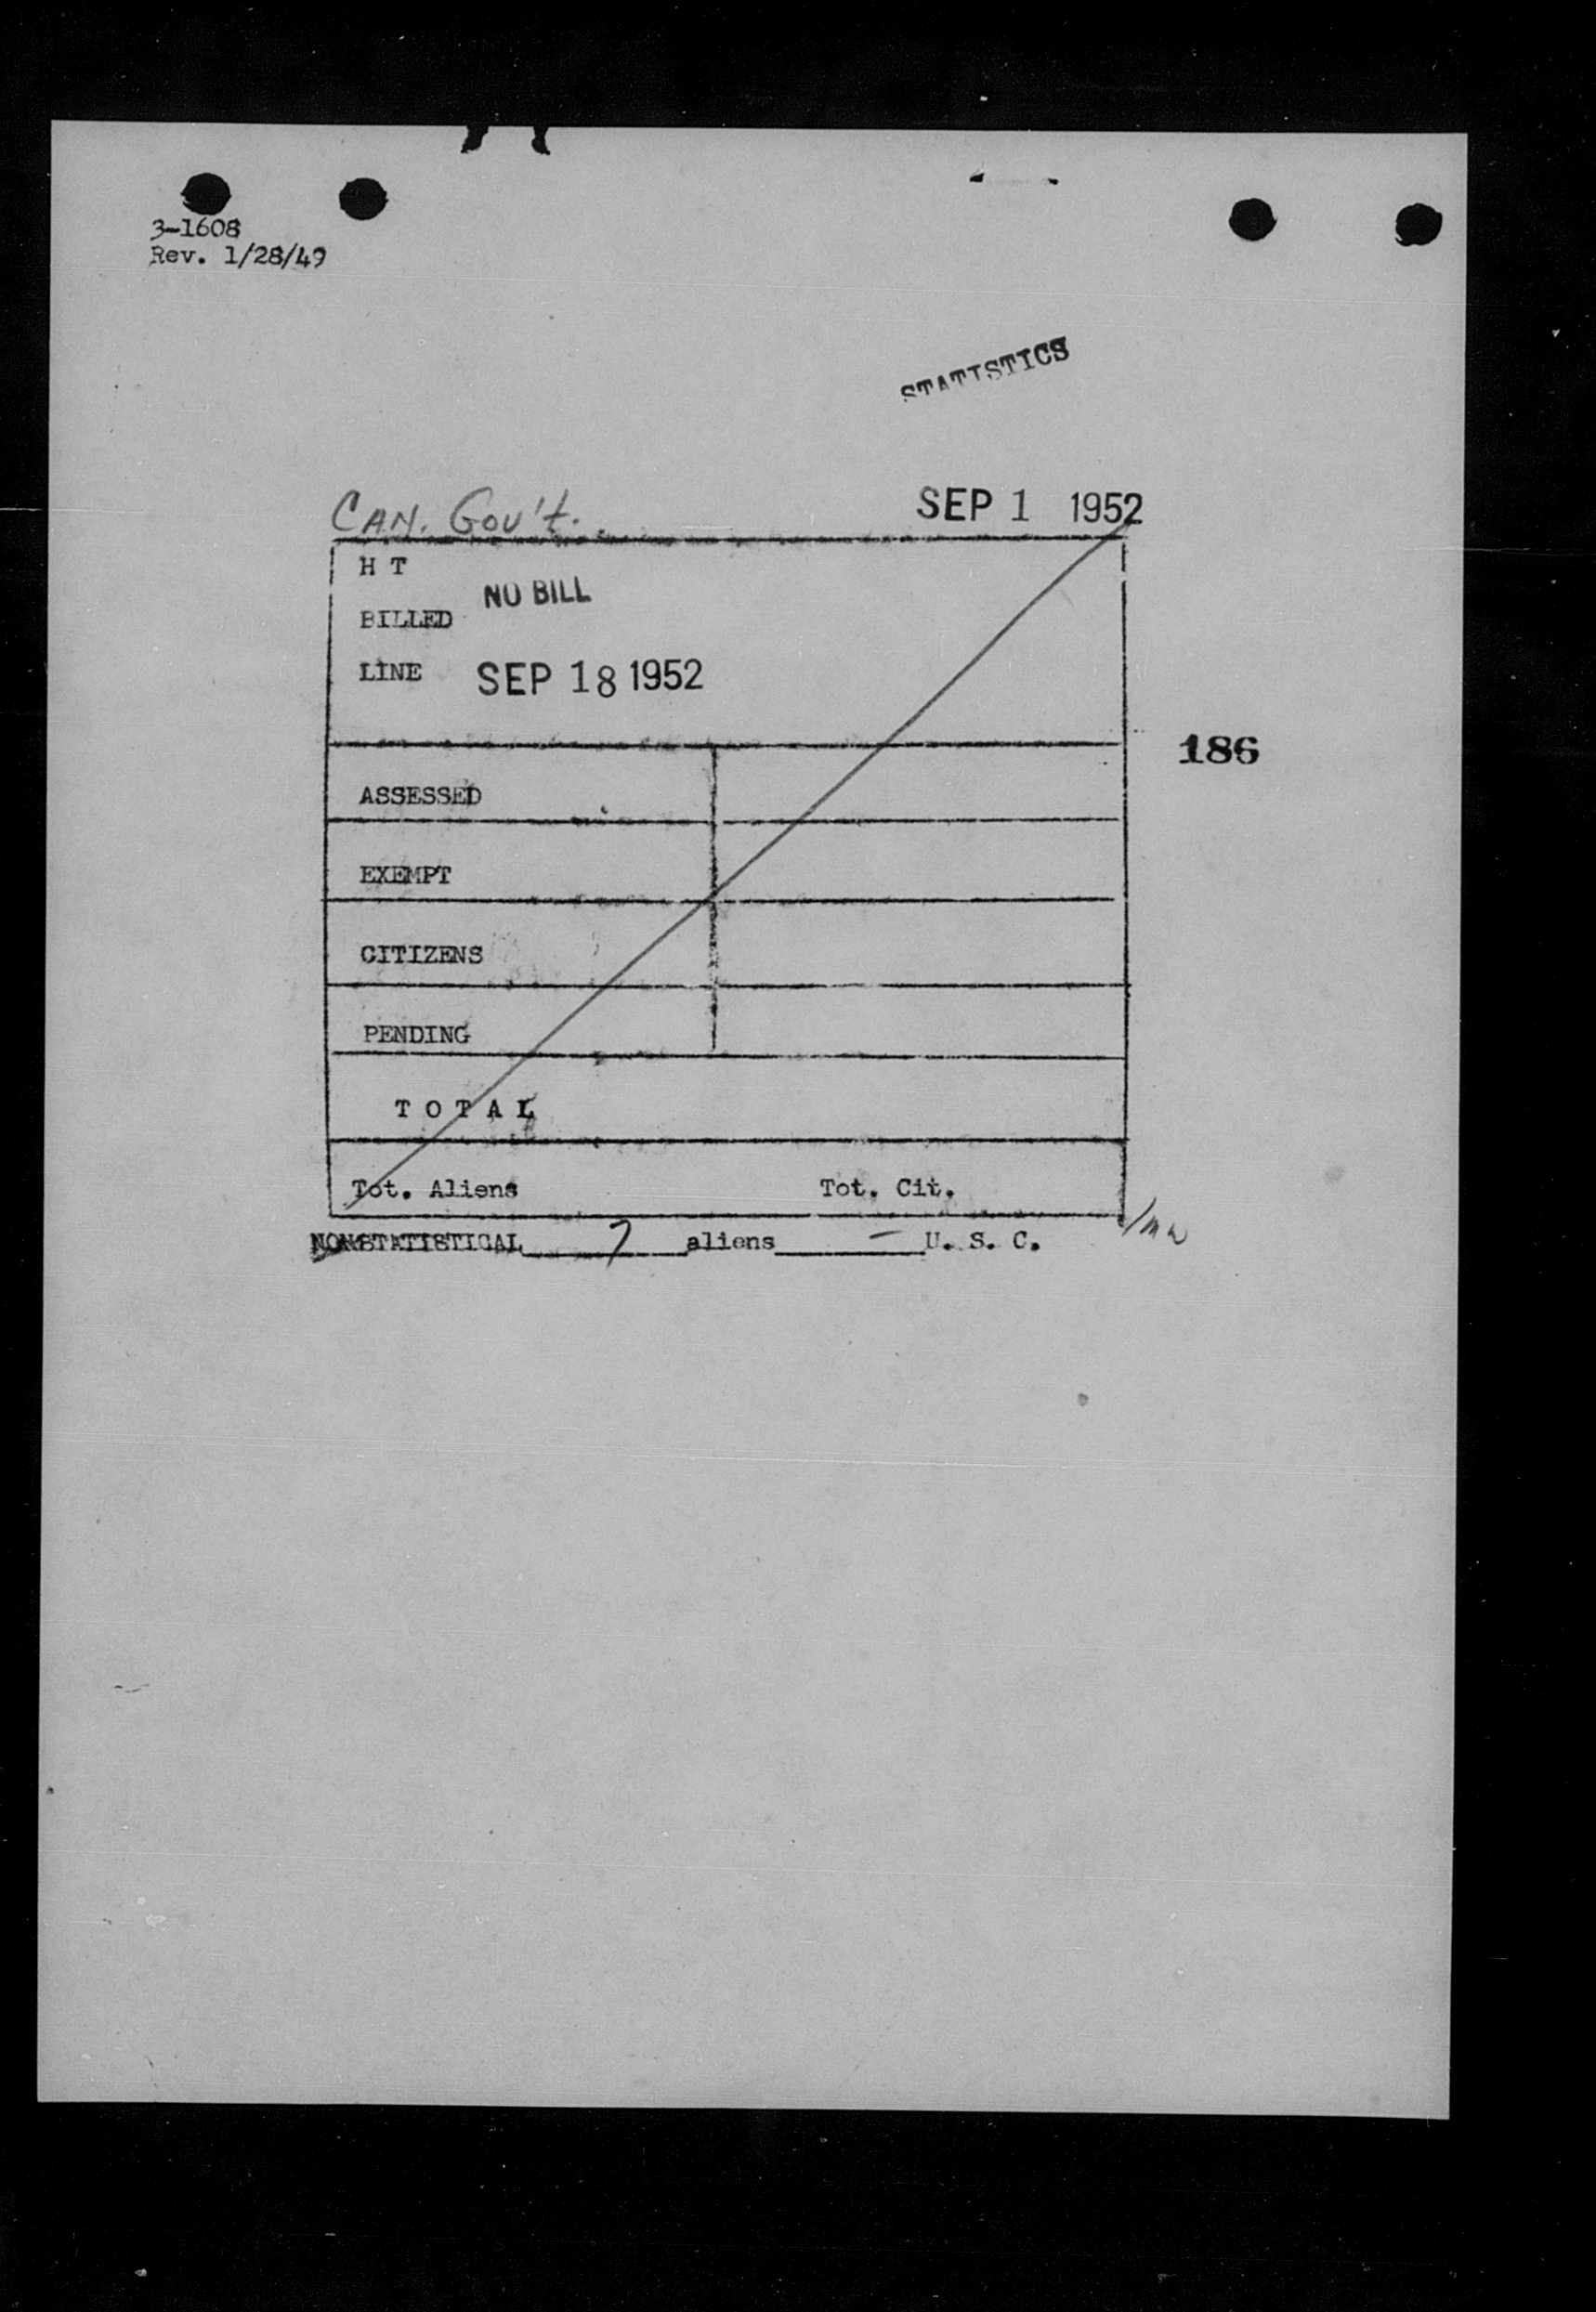 3-1608
Rev. 1/28/49
STATISTICS
CAN. Gov't. SEP 1 1952
H T
NO BILL
BILLED
LINE SEP 18 1952
186
ASSESSED
EXEMPT
CITIZENS
PENDING
T O T A L
Tot. Aliens Tot. Cit.
NONSTATISTICAL 7 aliens - U. S. C.